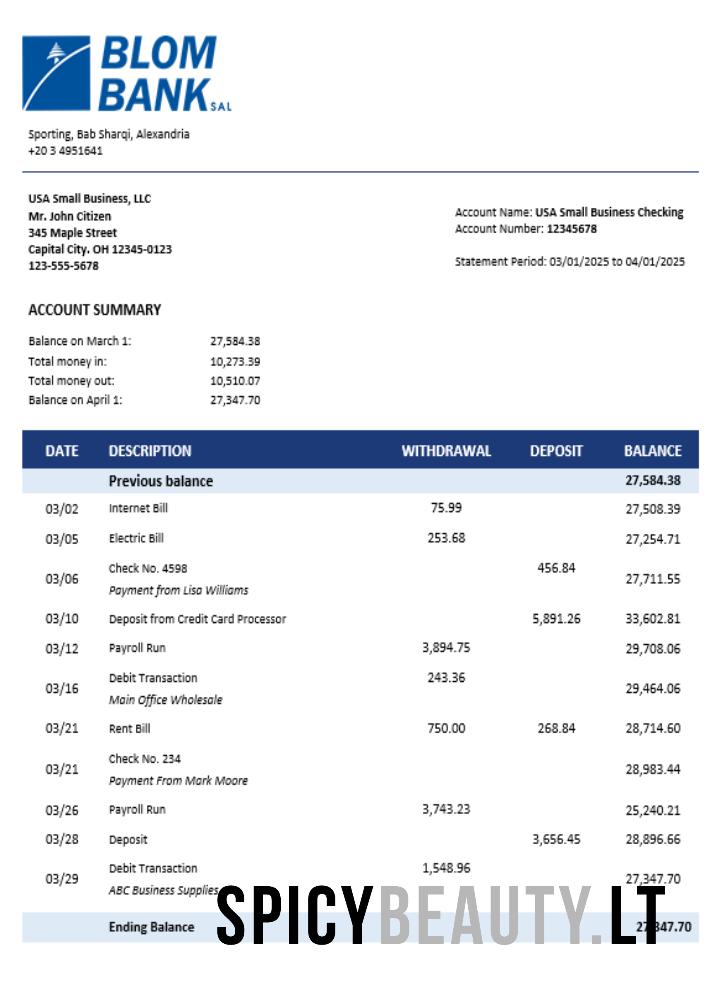 BLOM
BANK SAL
Sporting, Bab Sharqi, Alexandria
+20 3 4951641
USA Small Business, LLC
Mr. John Citizen
345 Maple Street
Capital City. OH 12345-0123
123-555-5678
Account Name: USA Small Business Checking
Account Number: 12345678
Statement Period: 03/01/2025 to 04/01/2025
ACCOUNT SUMMARY
Balance on March 1: 27,584.38
Total money in: 10,273.39
Total money out: 10,510.07
Balance on April 1: 27,347.70
DATE DESCRIPTION WITHDRAWAL DEPOSIT BALANCE
Previous balance 27,584.38
03/02 Internet Bill 75.99 27,508.39
03/05 Electric Bill 253.68 27,254.71
03/06 Check No. 4598 456.84 27,711.55
Payment from Lisa Williams
03/10 Deposit from Credit Card Processor 5,891.26 33,602.81
03/12 Payroll Run 3,894.75 29,708.06
03/16 Debit Transaction 243.36 29,464.06
Main Office Wholesale
03/21 Rent Bill 750.00 268.84 28,714.60
03/21 Check No. 234 28,983.44
Payment From Mark Moore
03/26 Payroll Run 3,743.23 25,240.21
03/28 Deposit 3,656.45 28,896.66
03/29 Debit Transaction 1,548.96 27,347.70
ABC Business Supplies
SPICYBEAUTY.LT
Ending Balance 27,347.70